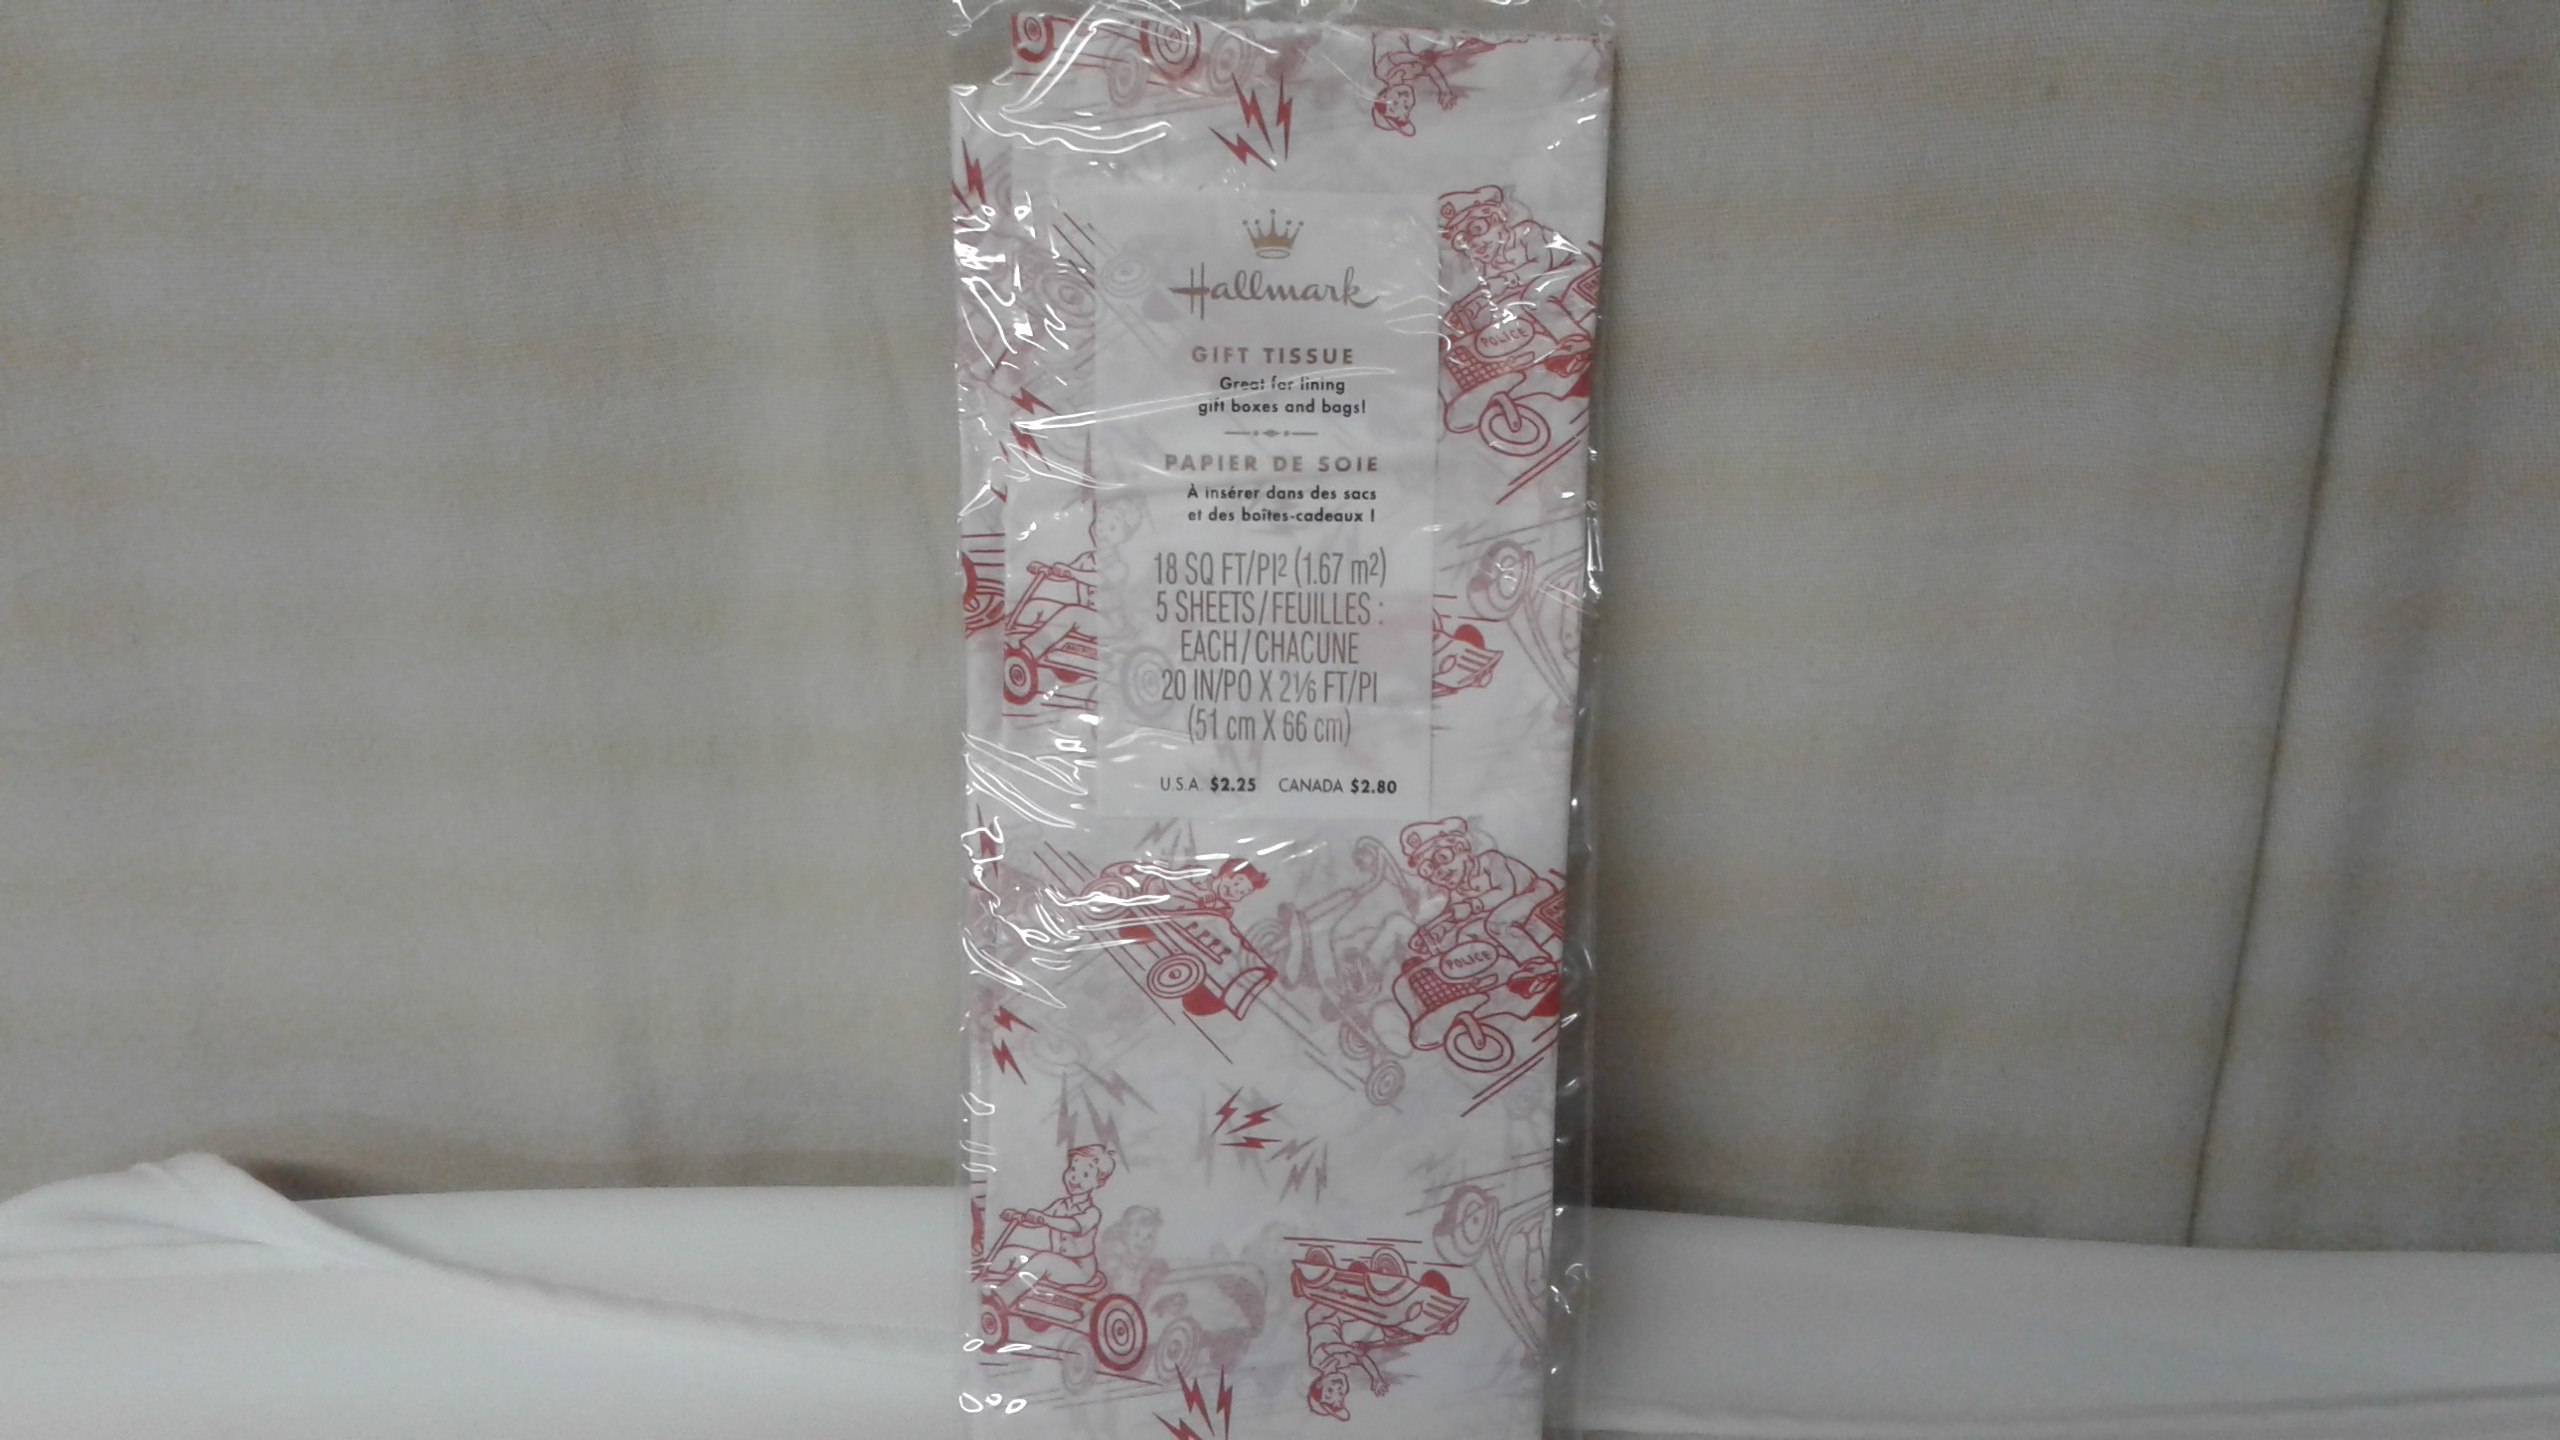 Hallmark
GIFT TISSUE
Great for lining
gift boxes and bags!
PAPIER DE SOIE
À insérer dans des sacs
et des boîtes-cadeaux !
18 SQ FT/PI² (1.67 m²)
5 SHEETS/FEUILLES :
EACH/CHACUNE
20 IN/PO X 2 1/6 FT/PI
(51 cm X 66 cm)
U.S.A. $2.25 CANADA $2.80
POLICE
POLICE